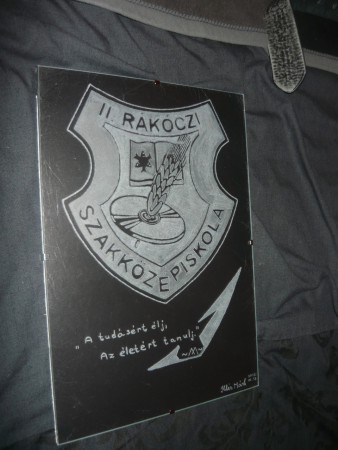 II. RÁKÓCZI
SZAKKÖZÉPISKOLA
„A tudásért élj,
Az életért tanulj."
~M~